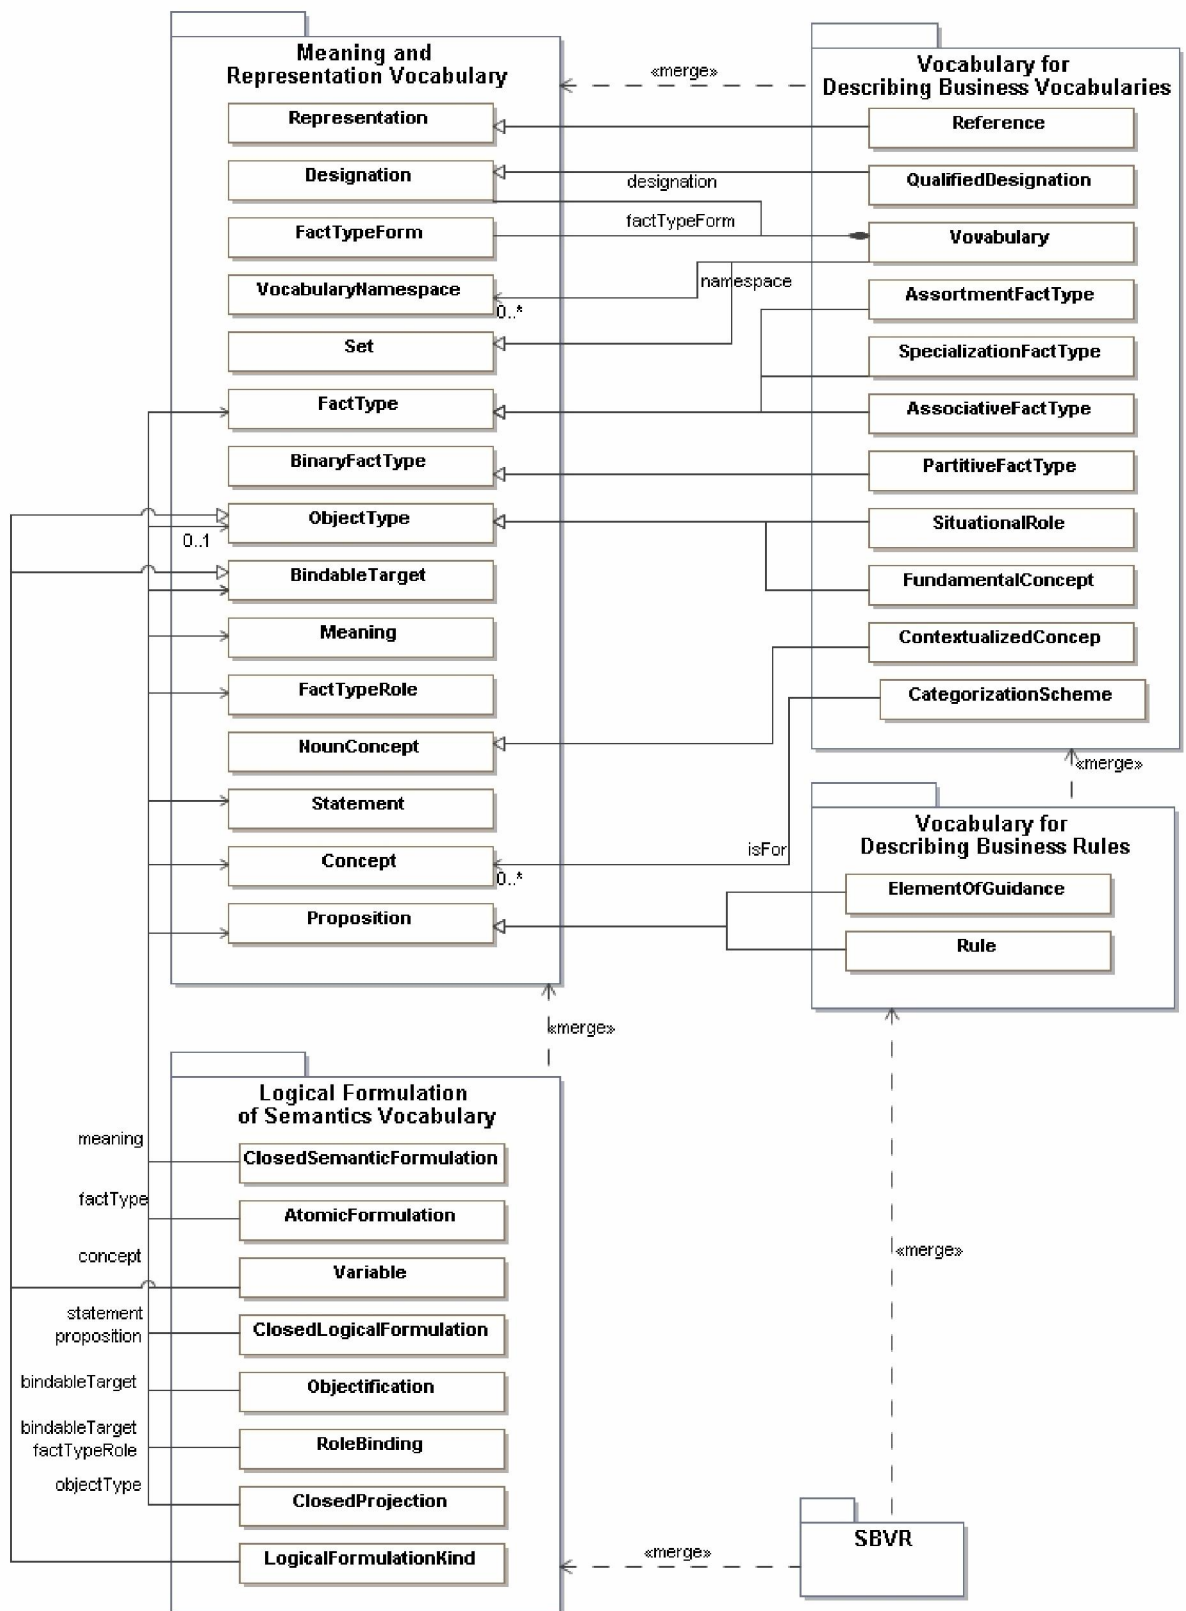 Meaning and
Representation Vocabulary
Representation
Designation
FactTypeForm
VocabularyNamespace
0..*
Set
FactType
BinaryFactType
ObjectType
0..1
BindableTarget
Meaning
FactTypeRole
NounConcept
Statement
Concept
0..*
Proposition
«merge»
designation
factTypeForm
namespace
isFor
Vocabulary for
Describing Business Vocabularies
Reference
QualifiedDesignation
Vovabulary
AssortmentFactType
SpecializationFactType
AssociativeFactType
PartitiveFactType
SituationalRole
FundamentalConcept
ContextualizedConcep
CategorizationScheme
«merge»
Vocabulary for
Describing Business Rules
ElementOfGuidance
Rule
«merge»
Logical Formulation
of Semantics Vocabulary
meaning
ClosedSemanticFormulation
factType
AtomicFormulation
concept
Variable
statement
proposition
ClosedLogicalFormulation
bindableTarget
Objectification
bindableTarget
factTypeRole
RoleBinding
objectType
ClosedProjection
LogicalFormulationKind
«merge»
«merge»
SBVR